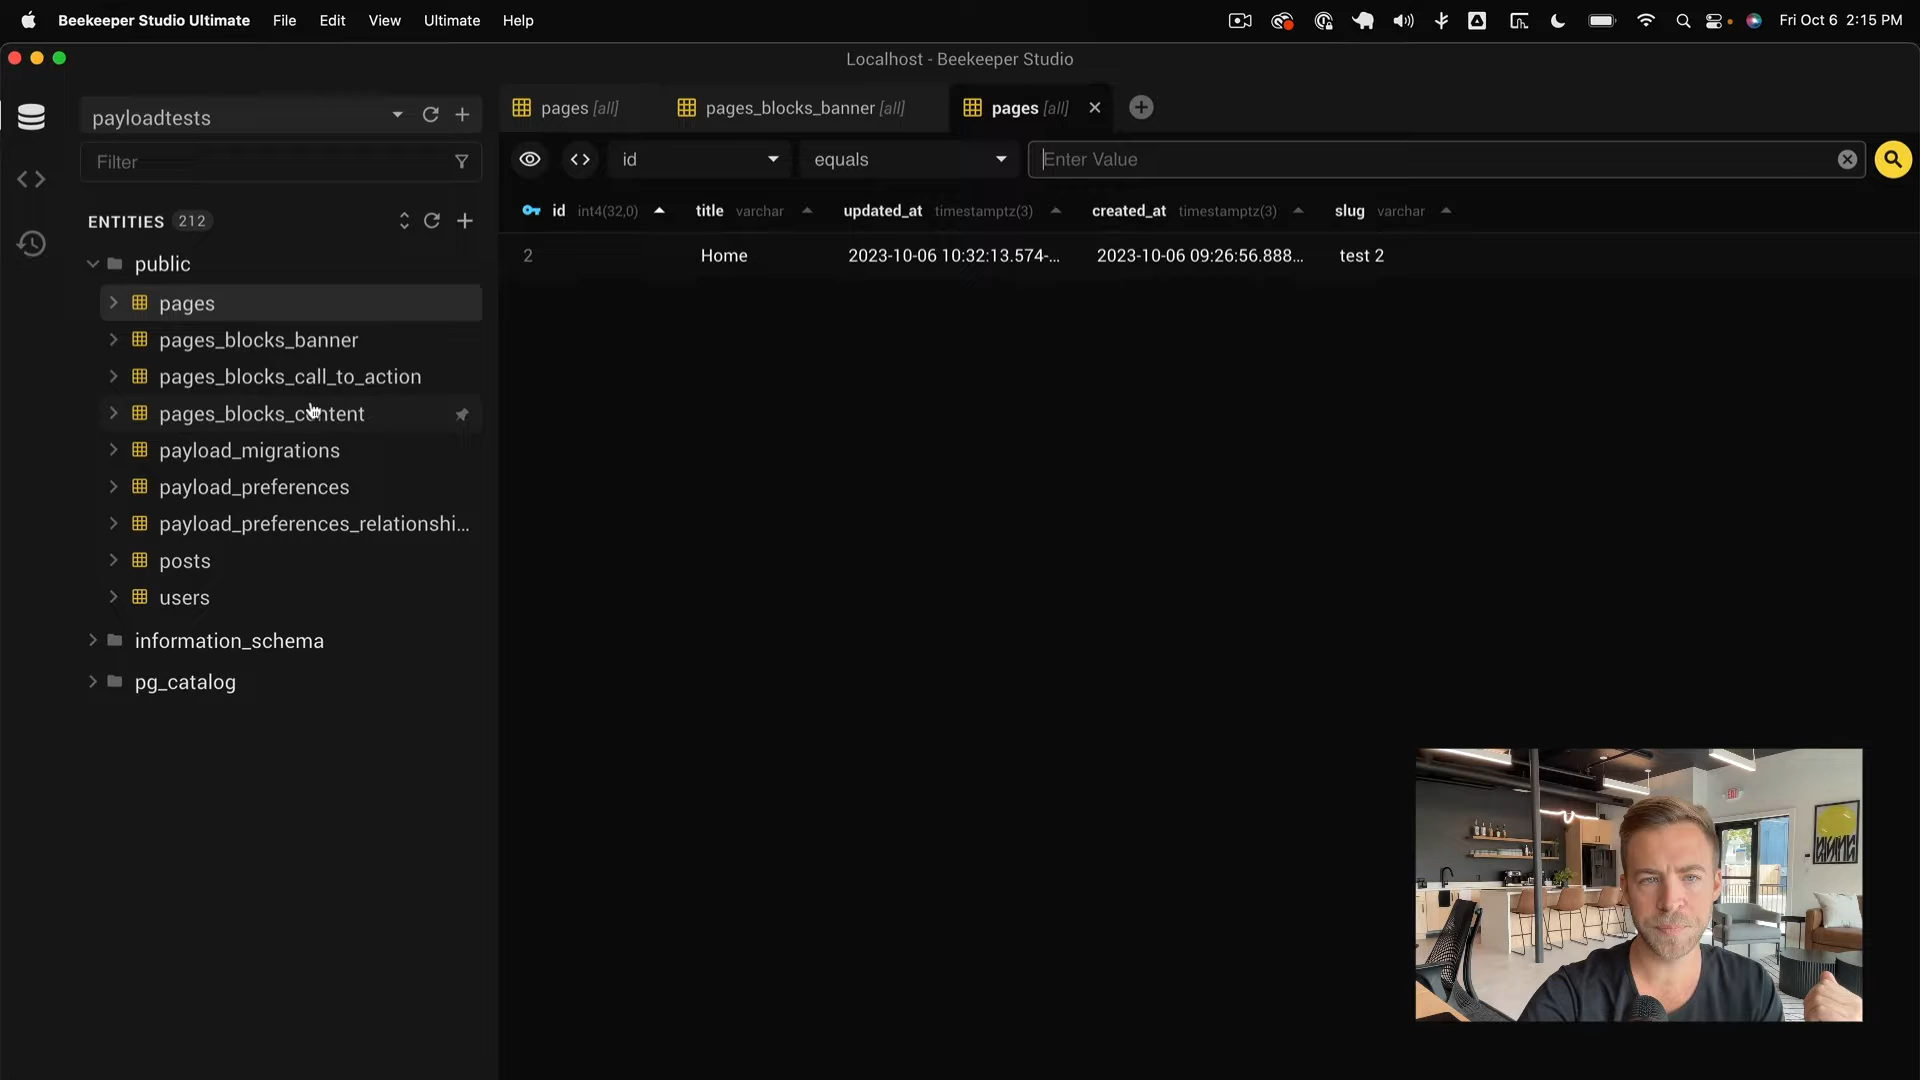 Beekeeper Studio Ultimate File Edit View Ultimate Help Fri Oct 6 2:15 PM
Localhost - Beekeeper Studio
payloadtests
Filter
ENTITIES 212
public
pages
pages_blocks_banner
pages_blocks_call_to_action
pages_blocks_content
payload_migrations
payload_preferences
payload_preferences_relationshi...
posts
users
information_schema
pg_catalog
pages [all] pages_blocks_banner [all] pages [all]
id equals Enter Value
id int4(32,0) title varchar updated_at timestamptz(3) created_at timestamptz(3) slug varchar
2 Home 2023-10-06 10:32:13.574-... 2023-10-06 09:26:56.888... test 2